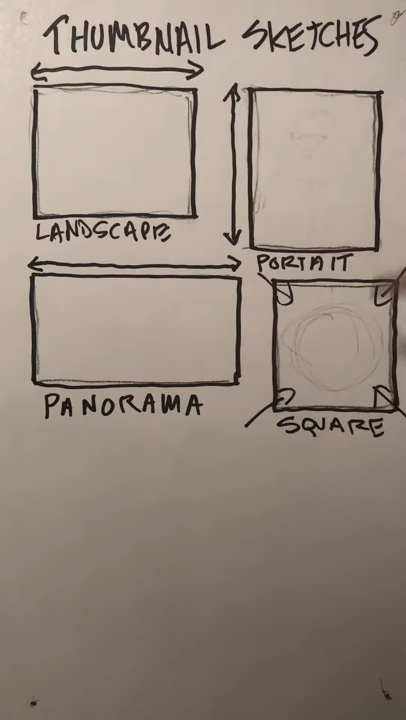 THUMBNAIL SKETCHES
LANDSCAPE
PORTAIT
PANORAMA
SQUARE